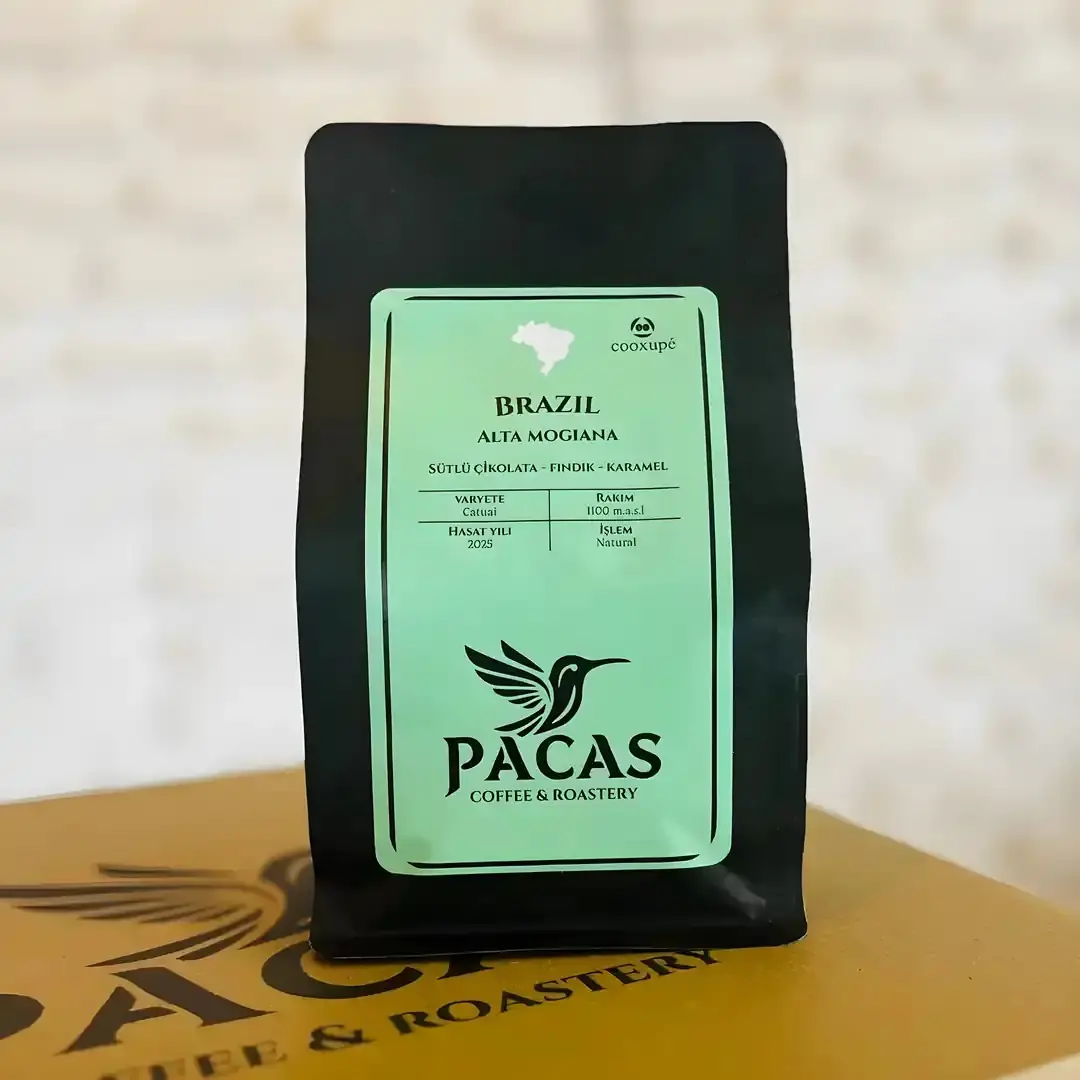 cooxupé
BRAZIL
ALTA MOGIANA
SÜTLÜ ÇİKOLATA - FINDIK - KARAMEL
VARYETE
Catuai
RAKIM
1100 m.a.s.l
HASAT YILI
2025
İŞLEM
Natural
PACAS
COFFEE & ROASTERY
& ROASTERY